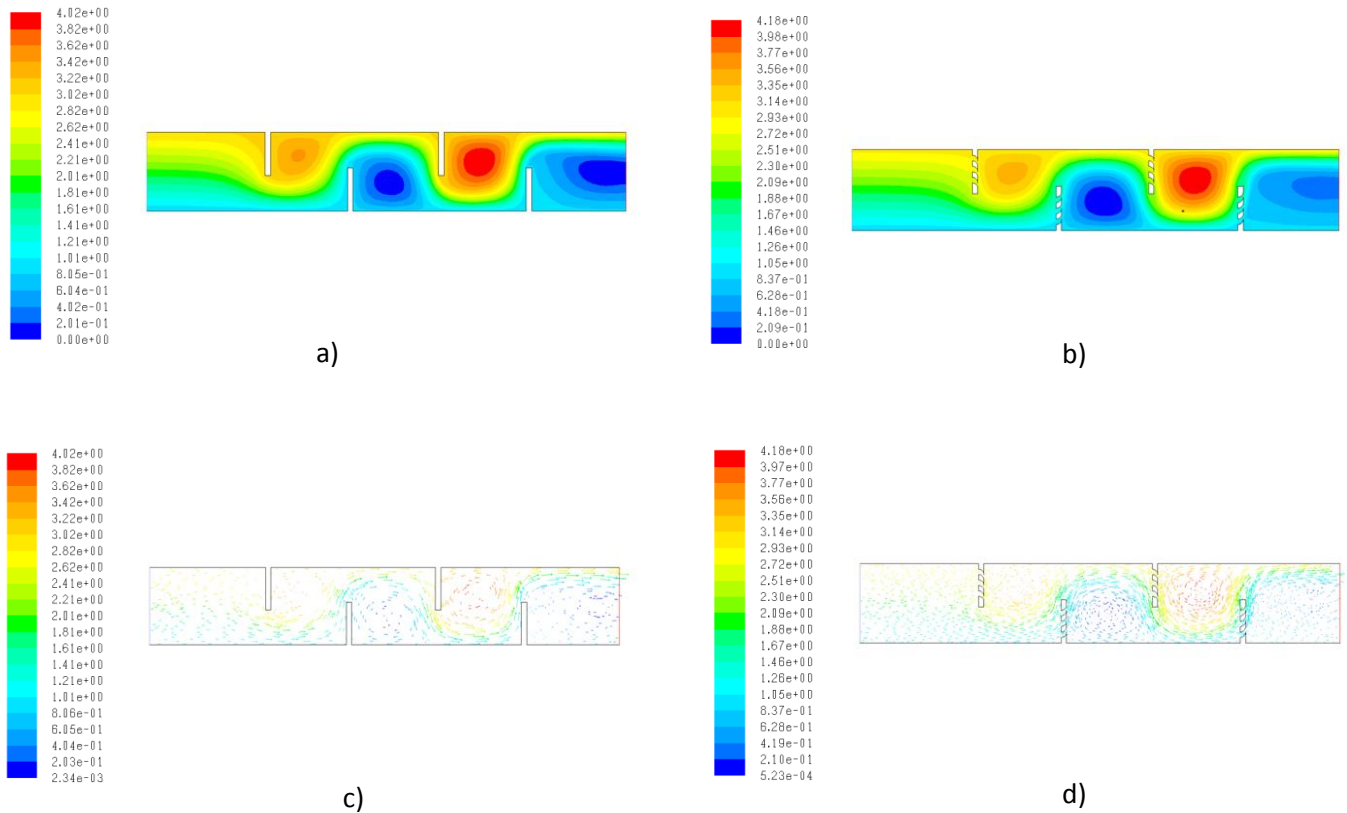 4.02e+00
3.82e+00
3.62e+00
3.42e+00
3.22e+00
3.02e+00
2.82e+00
2.62e+00
2.41e+00
2.21e+00
2.01e+00
1.81e+00
1.61e+00
1.41e+00
1.21e+00
1.01e+00
8.05e-01
6.04e-01
4.02e-01
2.01e-01
0.00e+00
a)
4.18e+00
3.98e+00
3.77e+00
3.56e+00
3.35e+00
3.14e+00
2.93e+00
2.72e+00
2.51e+00
2.30e+00
2.09e+00
1.88e+00
1.67e+00
1.46e+00
1.26e+00
1.05e+00
8.37e-01
6.28e-01
4.18e-01
2.09e-01
0.00e+00
b)
4.02e+00
3.82e+00
3.62e+00
3.42e+00
3.22e+00
3.02e+00
2.82e+00
2.62e+00
2.41e+00
2.21e+00
2.01e+00
1.81e+00
1.61e+00
1.41e+00
1.21e+00
1.01e+00
8.06e-01
6.05e-01
4.04e-01
2.03e-01
2.34e-03
c)
4.18e+00
3.97e+00
3.77e+00
3.56e+00
3.35e+00
3.14e+00
2.93e+00
2.72e+00
2.51e+00
2.30e+00
2.09e+00
1.88e+00
1.67e+00
1.46e+00
1.26e+00
1.05e+00
8.37e-01
6.28e-01
4.19e-01
2.10e-01
5.23e-04
d)